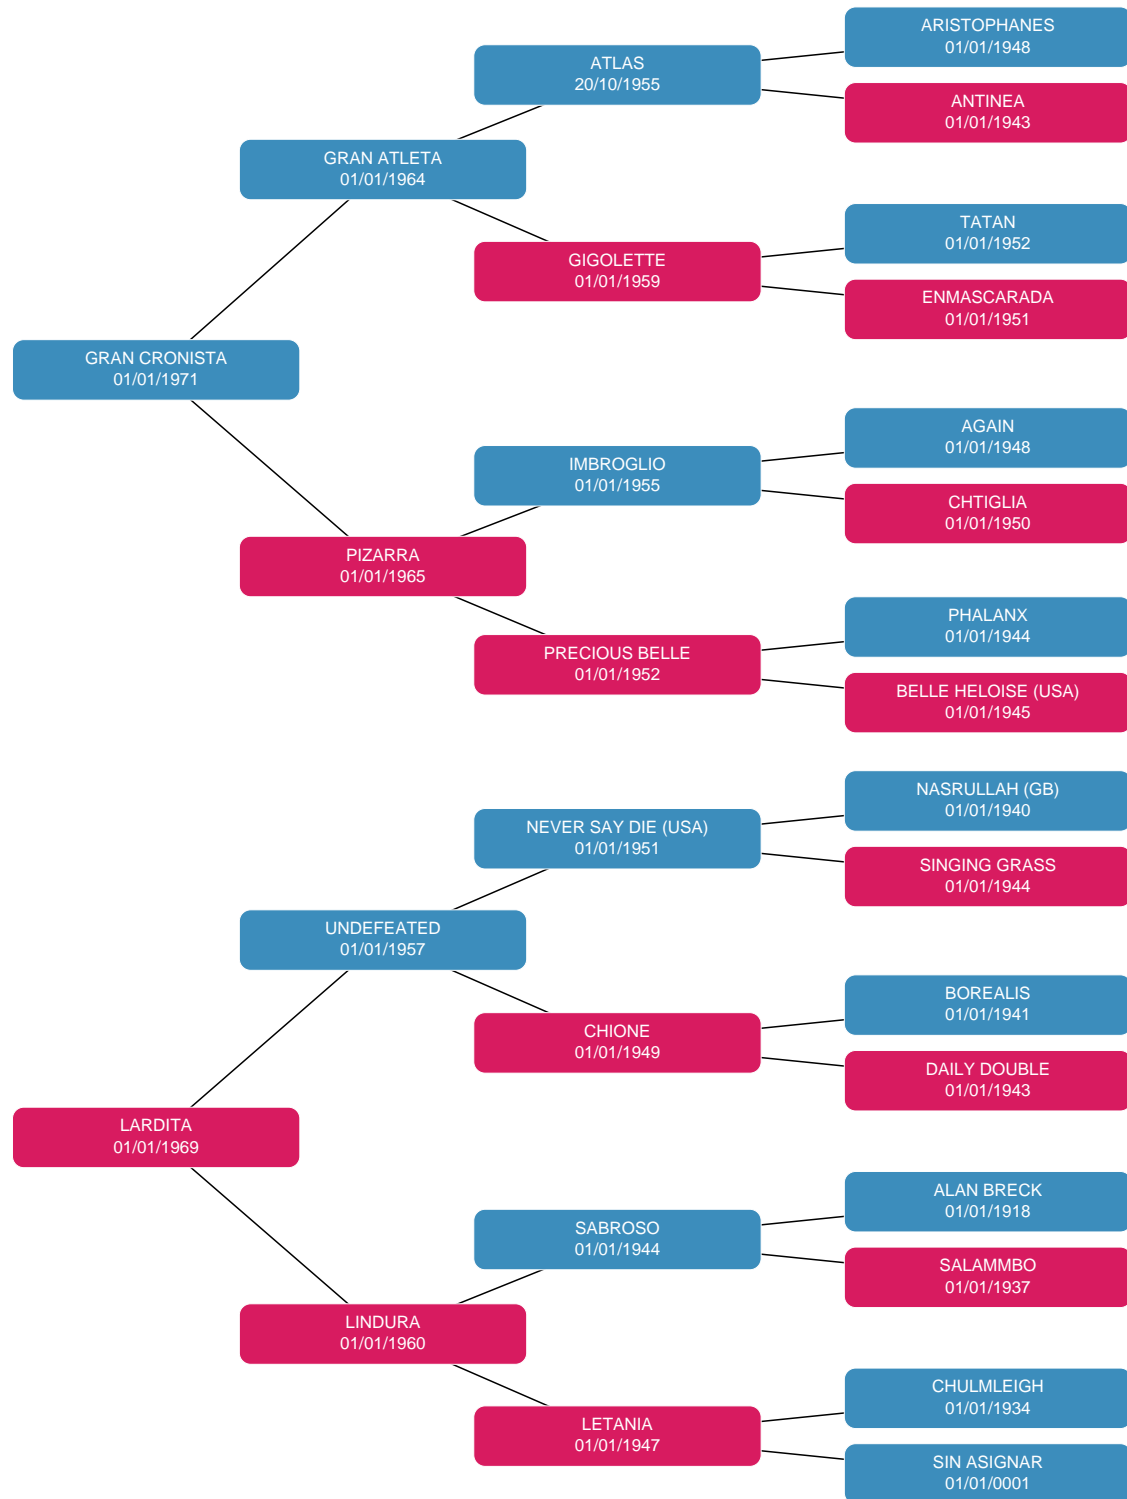 ARISTOPHANES
01/01/1948
ATLAS
20/10/1955
ANTINEA
01/01/1943
GRAN ATLETA
01/01/1964
TATAN
01/01/1952
GIGOLETTE
01/01/1959
ENMASCARADA
01/01/1951
GRAN CRONISTA
01/01/1971
AGAIN
01/01/1948
IMBROGLIO
01/01/1955
CHTIGLIA
01/01/1950
PIZARRA
01/01/1965
PHALANX
01/01/1944
PRECIOUS BELLE
01/01/1952
BELLE HELOISE (USA)
01/01/1945
NASRULLAH (GB)
01/01/1940
NEVER SAY DIE (USA)
01/01/1951
SINGING GRASS
01/01/1944
UNDEFEATED
01/01/1957
BOREALIS
01/01/1941
CHIONE
01/01/1949
DAILY DOUBLE
01/01/1943
LARDITA
01/01/1969
ALAN BRECK
01/01/1918
SABROSO
01/01/1944
SALAMMBO
01/01/1937
LINDURA
01/01/1960
CHULMLEIGH
01/01/1934
LETANIA
01/01/1947
SIN ASIGNAR
01/01/0001